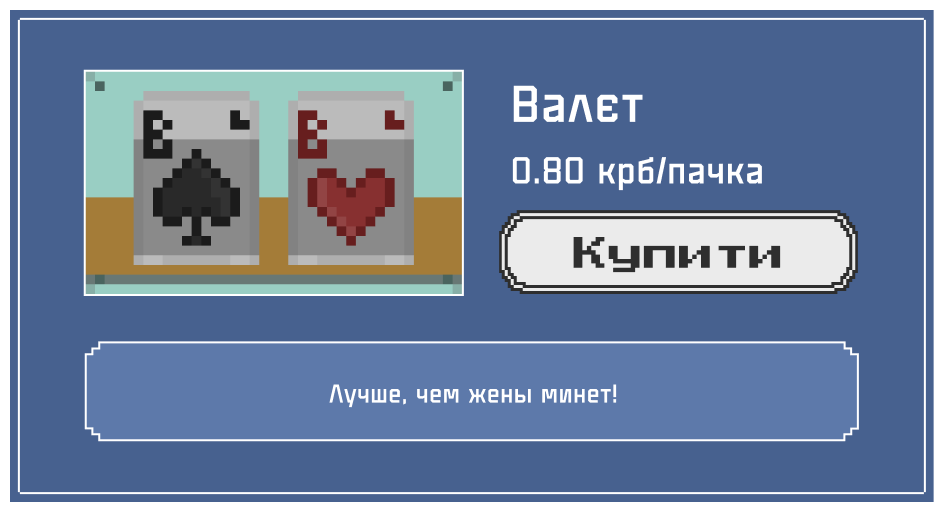 В
В
Валєт
0.80 крб/пачка
Купити
Лучше, чем жены минет!